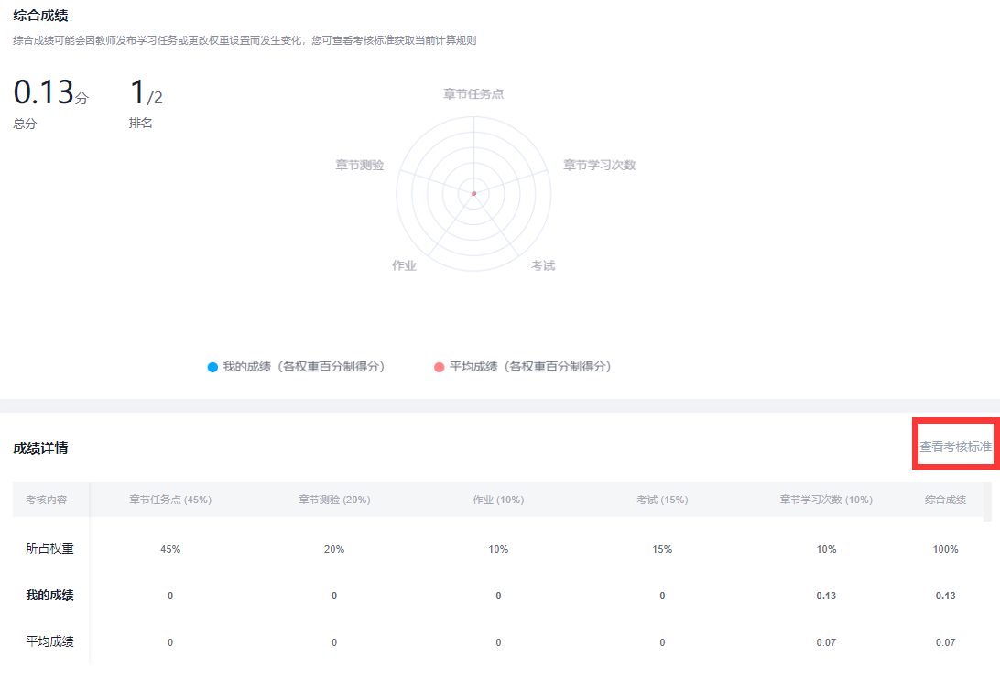 综合成绩
综合成绩可能会因教师发布学习任务或更改权重设置而发生变化，您可查看考核标准获取当前计算规则
0.13分 1/2
总分 排名
章节任务点
章节测验 章节学习次数
作业 考试
我的成绩（各权重百分制得分） 平均成绩（各权重百分制得分）
成绩详情 查看考核标准
考核内容 章节任务点 (45%) 章节测验 (20%) 作业 (10%) 考试 (15%) 章节学习次数 (10%) 综合成绩
所占权重 45% 20% 10% 15% 10% 100%
我的成绩 0 0 0 0 0.13 0.13
平均成绩 0 0 0 0 0.07 0.07